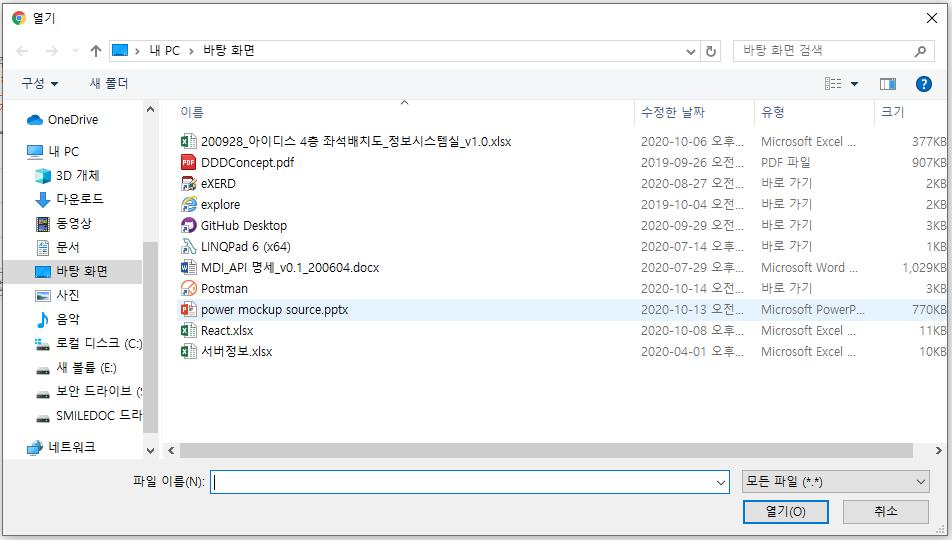 열기
내 PC › 바탕 화면
바탕 화면 검색
구성
새 폴더
OneDrive
내 PC
3D 개체
다운로드
동영상
문서
바탕 화면
사진
음악
로컬 디스크 (C:)
새 볼륨 (E:)
보안 드라이브 (
SMILEDOC 드라
네트워크
이름 수정한 날짜 유형 크기
200928_아이디스 4층 좌석배치도_정보시스템실_v1.0.xlsx 2020-10-06 오후... Microsoft Excel ... 377KB
DDDConcept.pdf 2019-09-26 오전... PDF 파일 907KB
eXERD 2020-08-27 오전... 바로 가기 2KB
explore 2019-10-04 오전... 바로 가기 2KB
GitHub Desktop 2020-09-29 오전... 바로 가기 3KB
LINQPad 6 (x64) 2020-07-14 오후... 바로 가기 1KB
MDI_API 명세_v0.1_200604.docx 2020-07-29 오전... Microsoft Word ... 1,029KB
Postman 2020-10-14 오후... 바로 가기 3KB
power mockup source.pptx 2020-10-13 오전... Microsoft PowerP... 770KB
React.xlsx 2020-10-08 오후... Microsoft Excel ... 11KB
서버정보.xlsx 2020-04-01 오후... Microsoft Excel ... 10KB
파일 이름(N):
모든 파일 (*.*)
열기(O)
취소